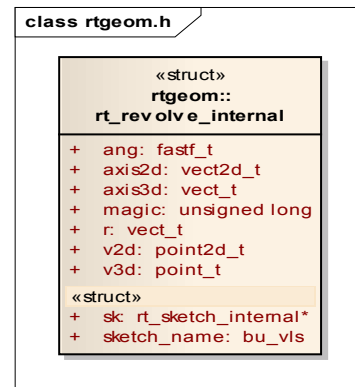 class rtgeom.h
«struct»
rtgeom::
rt_revolve_internal
+ ang: fastf_t
+ axis2d: vect2d_t
+ axis3d: vect_t
+ magic: unsigned long
+ r: vect_t
+ v2d: point2d_t
+ v3d: point_t
«struct»
+ sk: rt_sketch_internal*
+ sketch_name: bu_vls